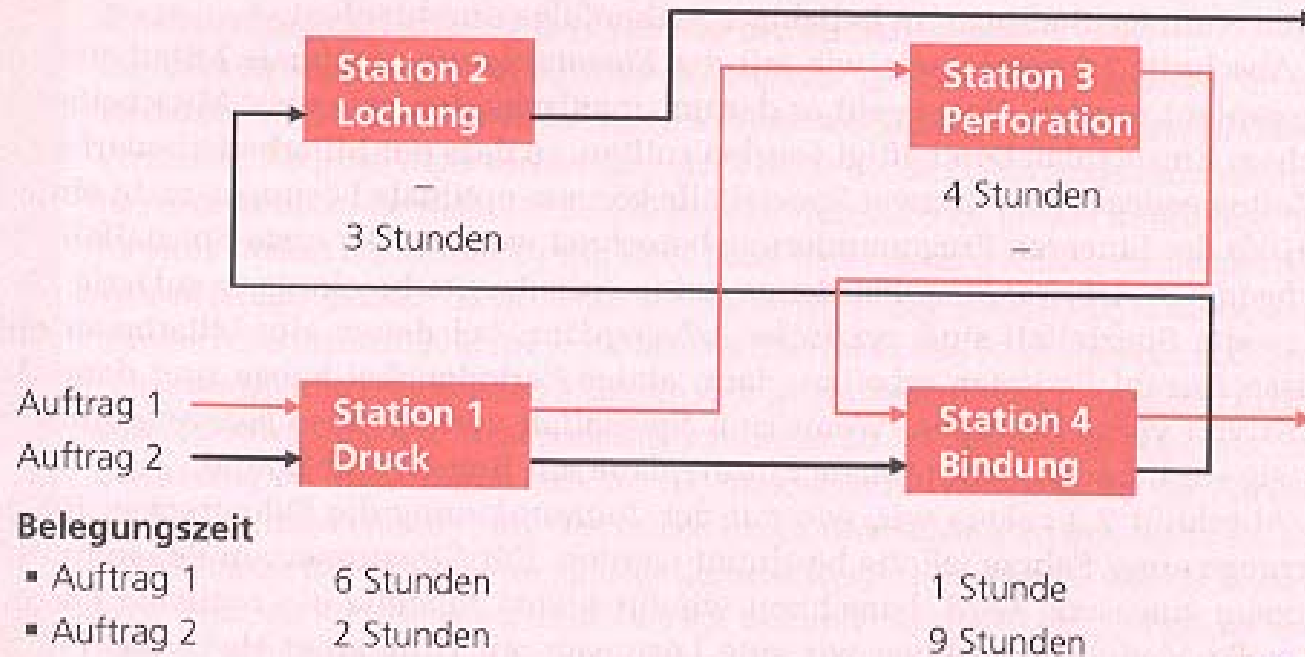 Station 2
Lochung
–
3 Stunden
Station 3
Perforation
4 Stunden
–
Auftrag 1
Auftrag 2
Station 1
Druck
Station 4
Bindung
Belegungszeit
▪ Auftrag 1 6 Stunden 1 Stunde
▪ Auftrag 2 2 Stunden 9 Stunden